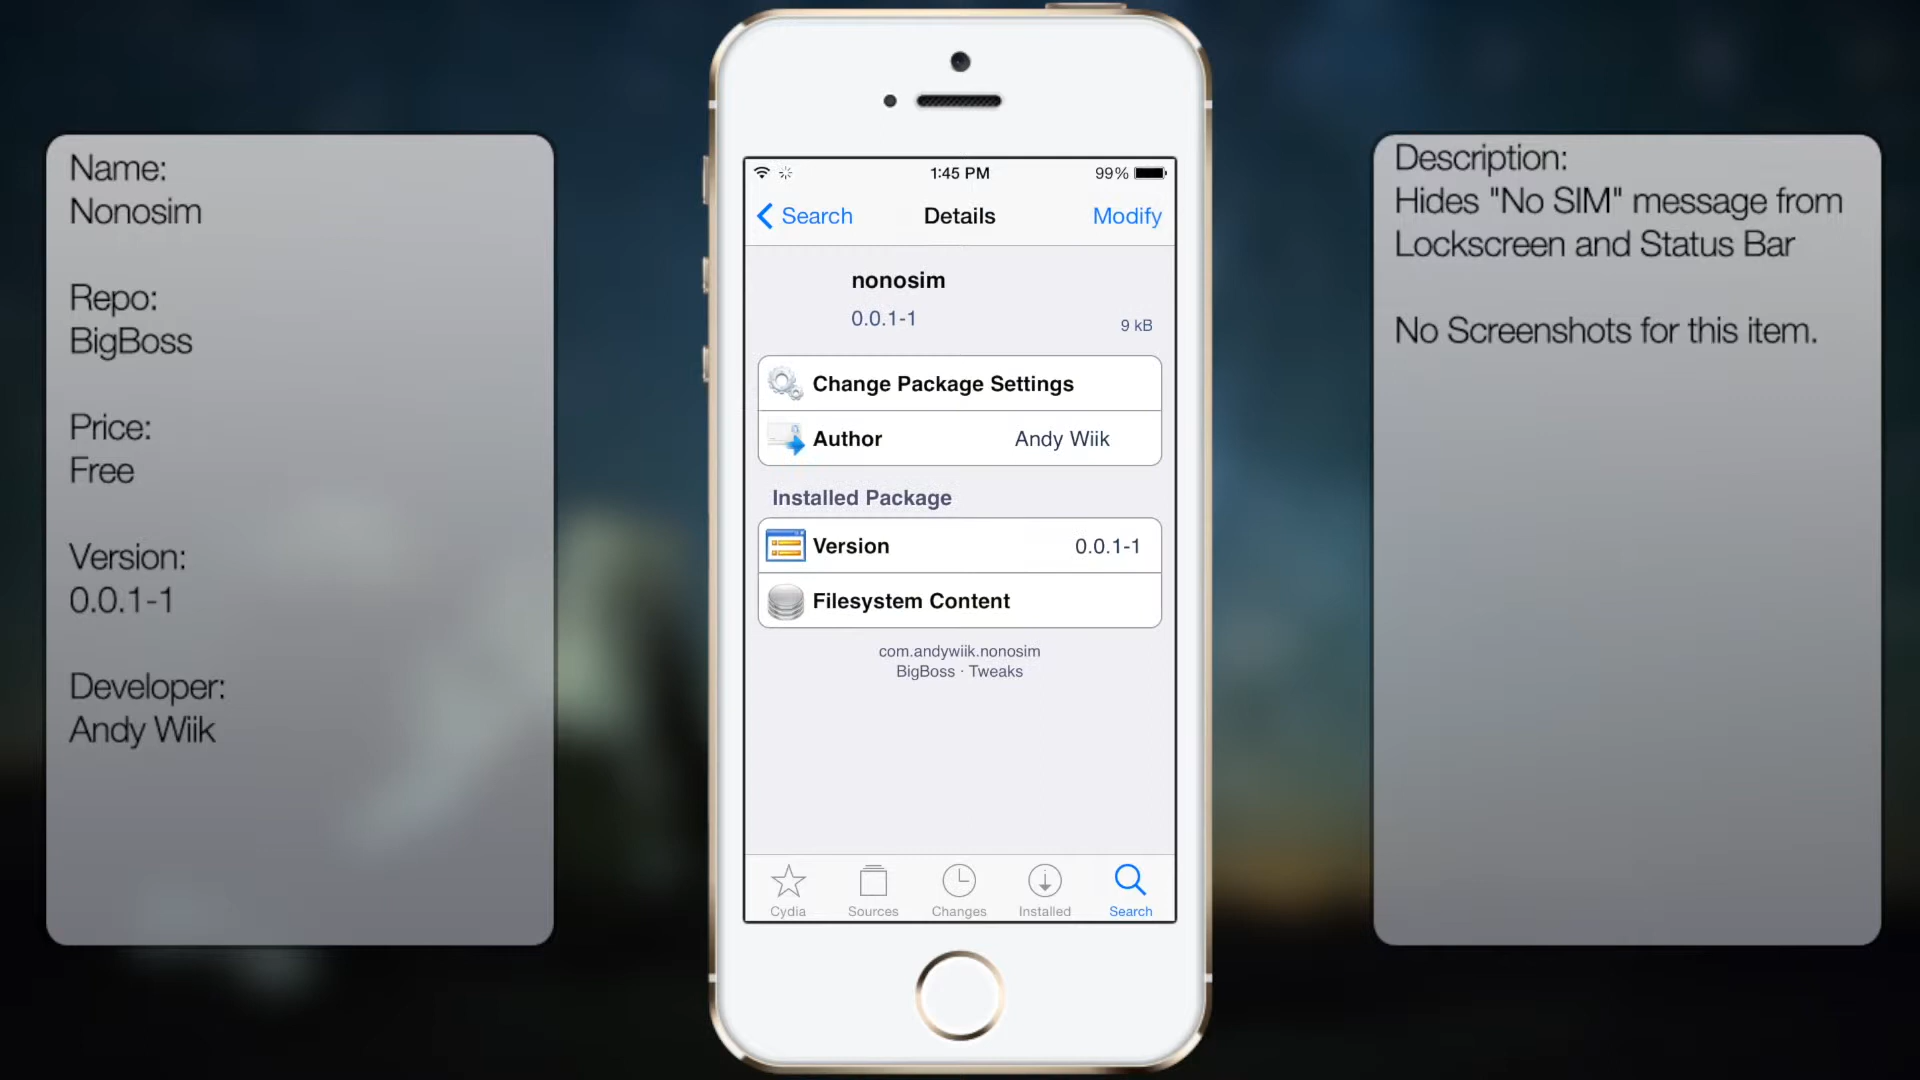 Name:
Nonosim
Repo:
BigBoss
Price:
Free
Version:
0.0.1-1
Developer:
Andy Wiik
1:45 PM
99%
Search
Details
Modify
nonosim
0.0.1-1
9 kB
Change Package Settings
Author
Andy Wiik
Installed Package
Version
0.0.1-1
Filesystem Content
com.andywiik.nonosim
BigBoss · Tweaks
Cydia
Sources
Changes
Installed
Search
Description:
Hides "No SIM" message from
Lockscreen and Status Bar
No Screenshots for this item.